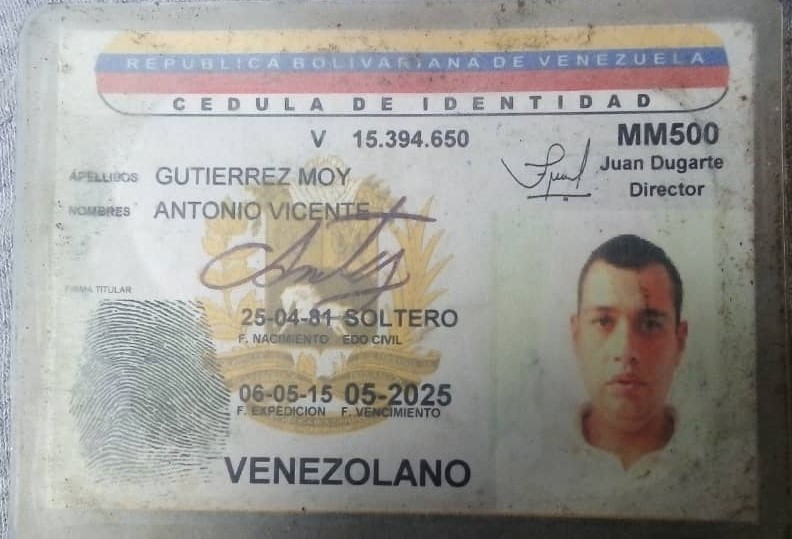 REPUBLICA BOLIVARIANA DE VENEZUELA
CEDULA DE IDENTIDAD
V 15.394.650
MM500
Juan Dugarte
Director
APELLIDOS GUTIERREZ MOY
NOMBRES ANTONIO VICENTE
FIRMA TITULAR
25-04-81 SOLTERO
F. NACIMIENTO EDO CIVIL
06-05-15 05-2025
F. EXPEDICION F. VENCIMIENTO
VENEZOLANO